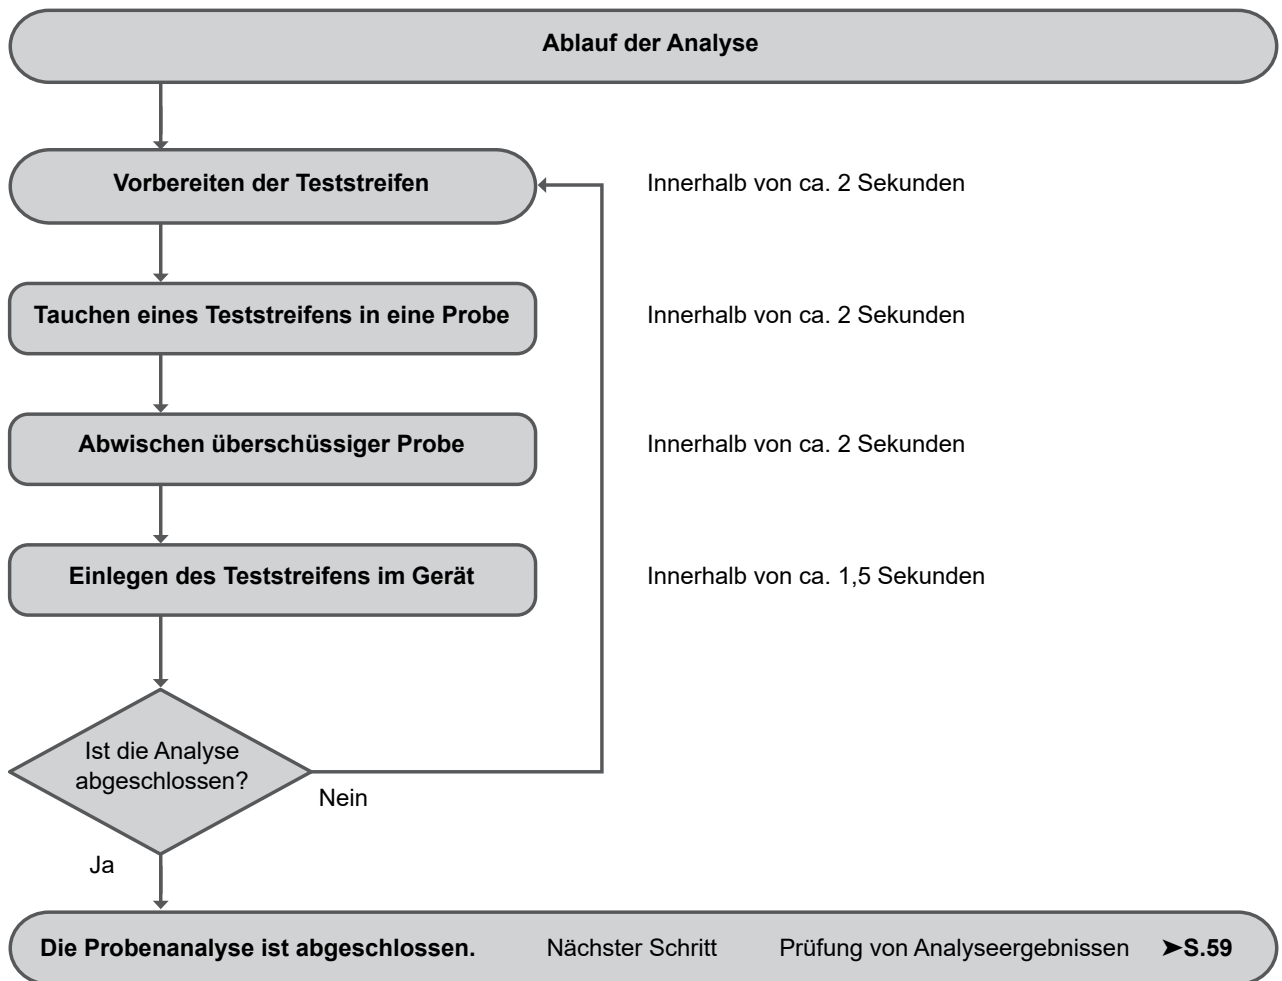 Ablauf der Analyse
Vorbereiten der Teststreifen
Innerhalb von ca. 2 Sekunden
Tauchen eines Teststreifens in eine Probe
Innerhalb von ca. 2 Sekunden
Abwischen überschüssiger Probe
Innerhalb von ca. 2 Sekunden
Einlegen des Teststreifens im Gerät
Innerhalb von ca. 1,5 Sekunden
Ist die Analyse
abgeschlossen?
Nein
Ja
Die Probenanalyse ist abgeschlossen. Nächster Schritt Prüfung von Analyseergebnissen ➤S.59